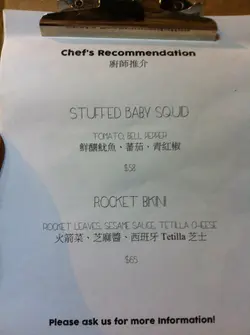 Chef's Recommendation
廚師推介
STUFFED BABY SQUID
TOMATO, BELL PEPPER
鮮釀魷魚、蕃茄、青紅椒
$58
ROCKET BIKINI
ROCKET LEAVES, SESAME SAUCE, TETILLA-CHEESE
火箭菜、芝麻醬、西班牙 Tetilla 芝士
$65
Please ask us for more Information!